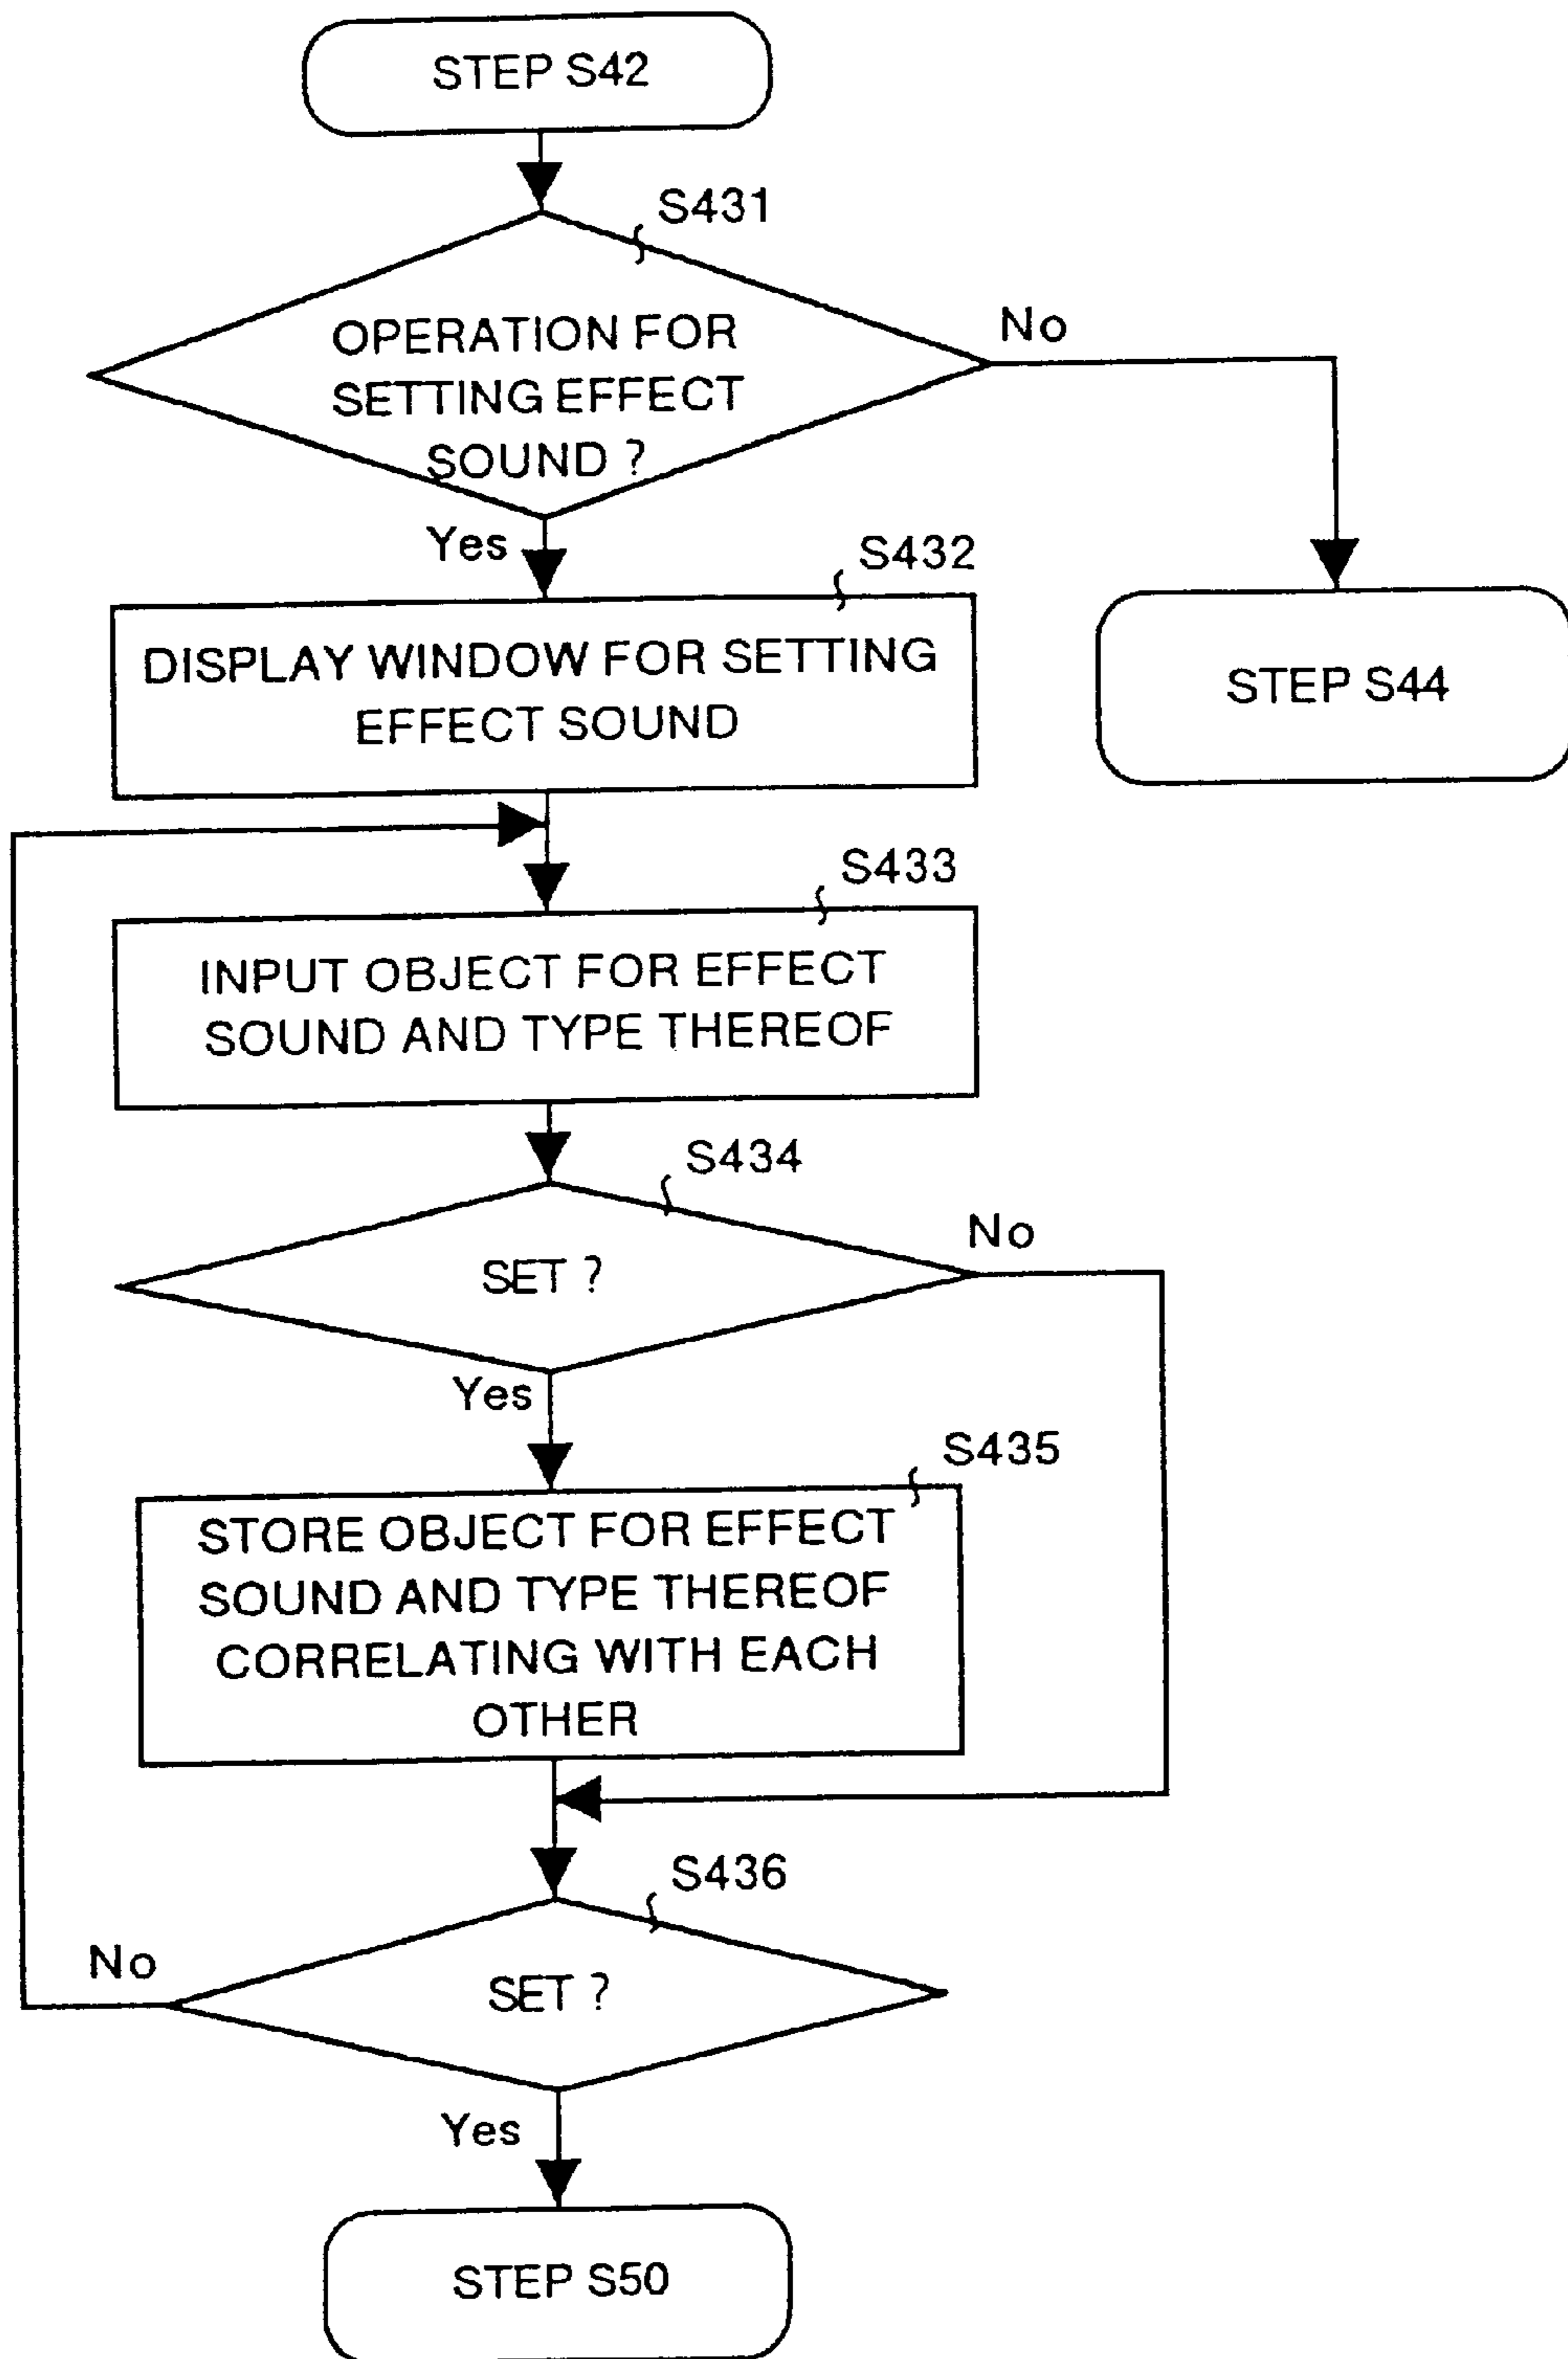 STEP S42
S431
OPERATION FOR
SETTING EFFECT
SOUND ?
No
Yes
S432
DISPLAY WINDOW FOR SETTING
EFFECT SOUND
STEP S44
S433
INPUT OBJECT FOR EFFECT
SOUND AND TYPE THEREOF
S434
SET ?
No
Yes
S435
STORE OBJECT FOR EFFECT
SOUND AND TYPE THEREOF
CORRELATING WITH EACH
OTHER
S436
SET ?
No
Yes
STEP S50